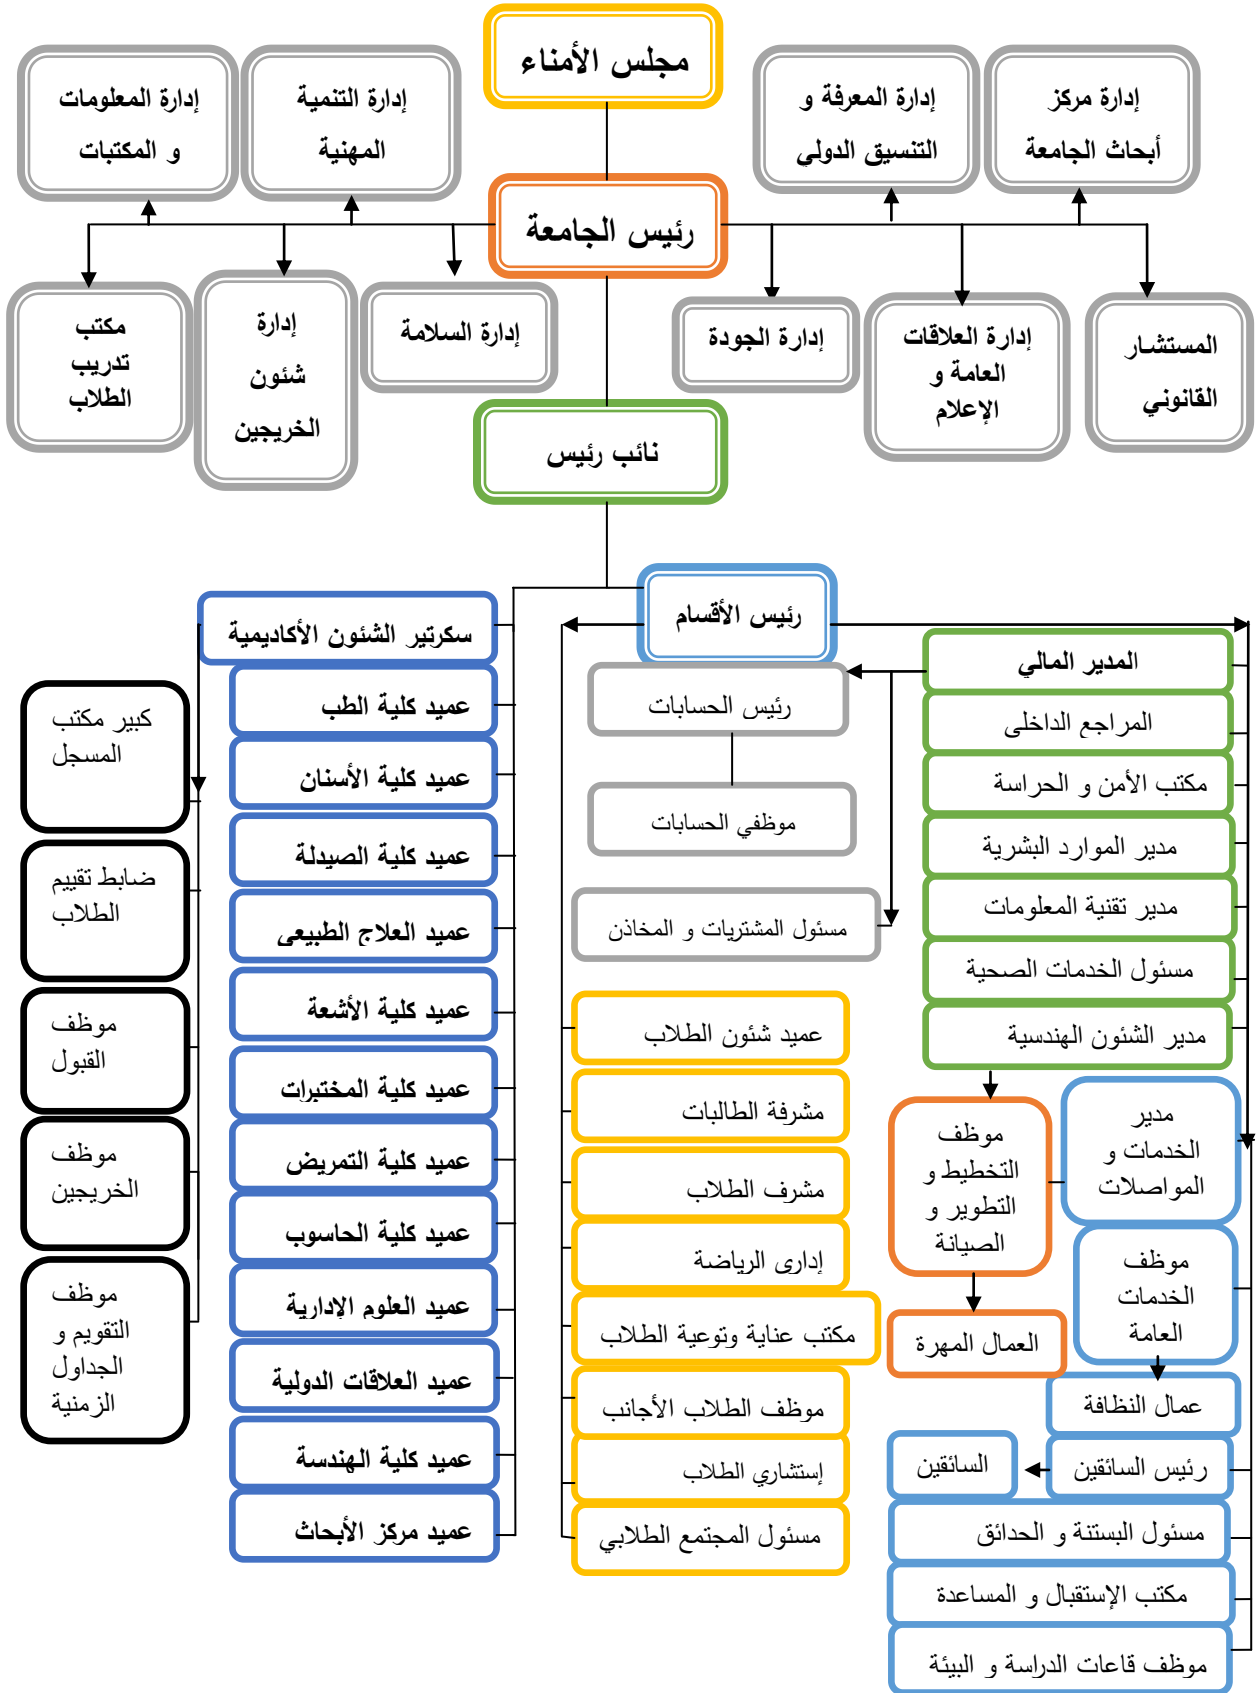 مجلس الأمناء
إدارة مركز
أبحاث الجامعة
إدارة المعرفة و
التنسيق الدولي
إدارة التنمية
المهنية
إدارة المعلومات
و المكتبات
رئيس الجامعة
المستشار
القانوني
إدارة العلاقات
العامة و
الإعلام
إدارة الجودة
إدارة السلامة
إدارة
شئون
الخريجين
مكتب
تدريب
الطلاب
نائب رئيس
رئيس الأقسام
المدير المالي
المراجع الداخلى
مكتب الأمن و الحراسة
مدير الموارد البشرية
مدير تقنية المعلومات
مسئول الخدمات الصحية
مدير الشئون الهندسية
مدير
الخدمات و
المواصلات
موظف
التخطيط و
التطوير و
الصيانة
موظف
الخدمات
العامة
العمال المهرة
عمال النظافة
رئيس السائقين
السائقين
مسئول البستنة و الحدائق
مكتب الإستقبال و المساعدة
موظف قاعات الدراسة و البيئة
رئيس الحسابات
موظفي الحسابات
مسئول المشتريات و المخاذن
عميد شئون الطلاب
مشرفة الطالبات
مشرف الطلاب
إدارى الرياضة
مكتب عناية وتوعية الطلاب
موظف الطلاب الأجانب
إستشاري الطلاب
مسئول المجتمع الطلابي
سكرتير الشئون الأكاديمية
عميد كلية الطب
عميد كلية الأسنان
عميد كلية الصيدلة
عميد العلاج الطبيعى
عميد كلية الأشعة
عميد كلية المختبرات
عميد كلية التمريض
عميد كلية الحاسوب
عميد العلوم الإدارية
عميد العلاقات الدولية
عميد كلية الهندسة
عميد مركز الأبحاث
كبير مكتب
المسجل
ضابط تقييم
الطلاب
موظف
القبول
موظف
الخريجين
موظف
التقويم و
الجداول
الزمنية